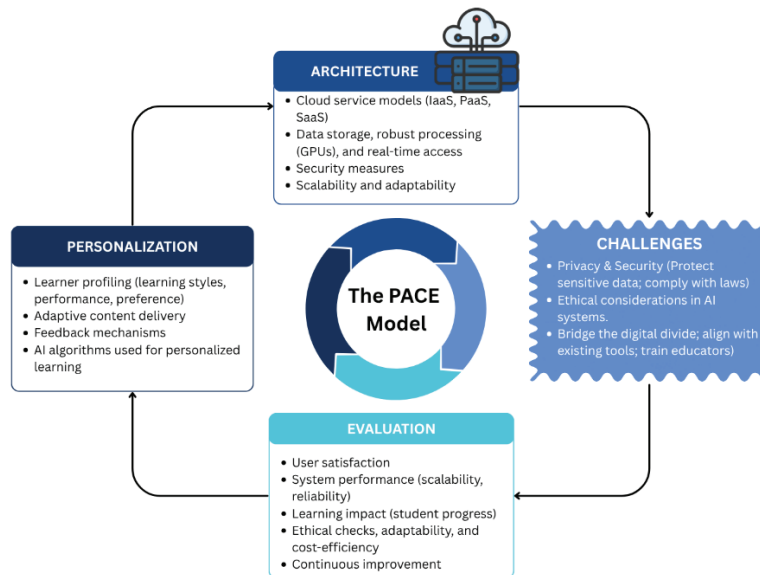 ARCHITECTURE
• Cloud service models (IaaS, PaaS,
SaaS)
• Data storage, robust processing
(GPUs), and real-time access
• Security measures
• Scalability and adaptability
PERSONALIZATION
• Learner profiling (learning styles,
performance, preference)
• Adaptive content delivery
• Feedback mechanisms
• AI algorithms used for personalized
learning
The PACE
Model
CHALLENGES
• Privacy & Security (Protect
sensitive data; comply with laws)
• Ethical considerations in AI
systems.
• Bridge the digital divide; align with
existing tools; train educators)
EVALUATION
• User satisfaction
• System performance (scalability,
reliability)
• Learning impact (student progress)
• Ethical checks, adaptability, and
cost-efficiency
• Continuous improvement